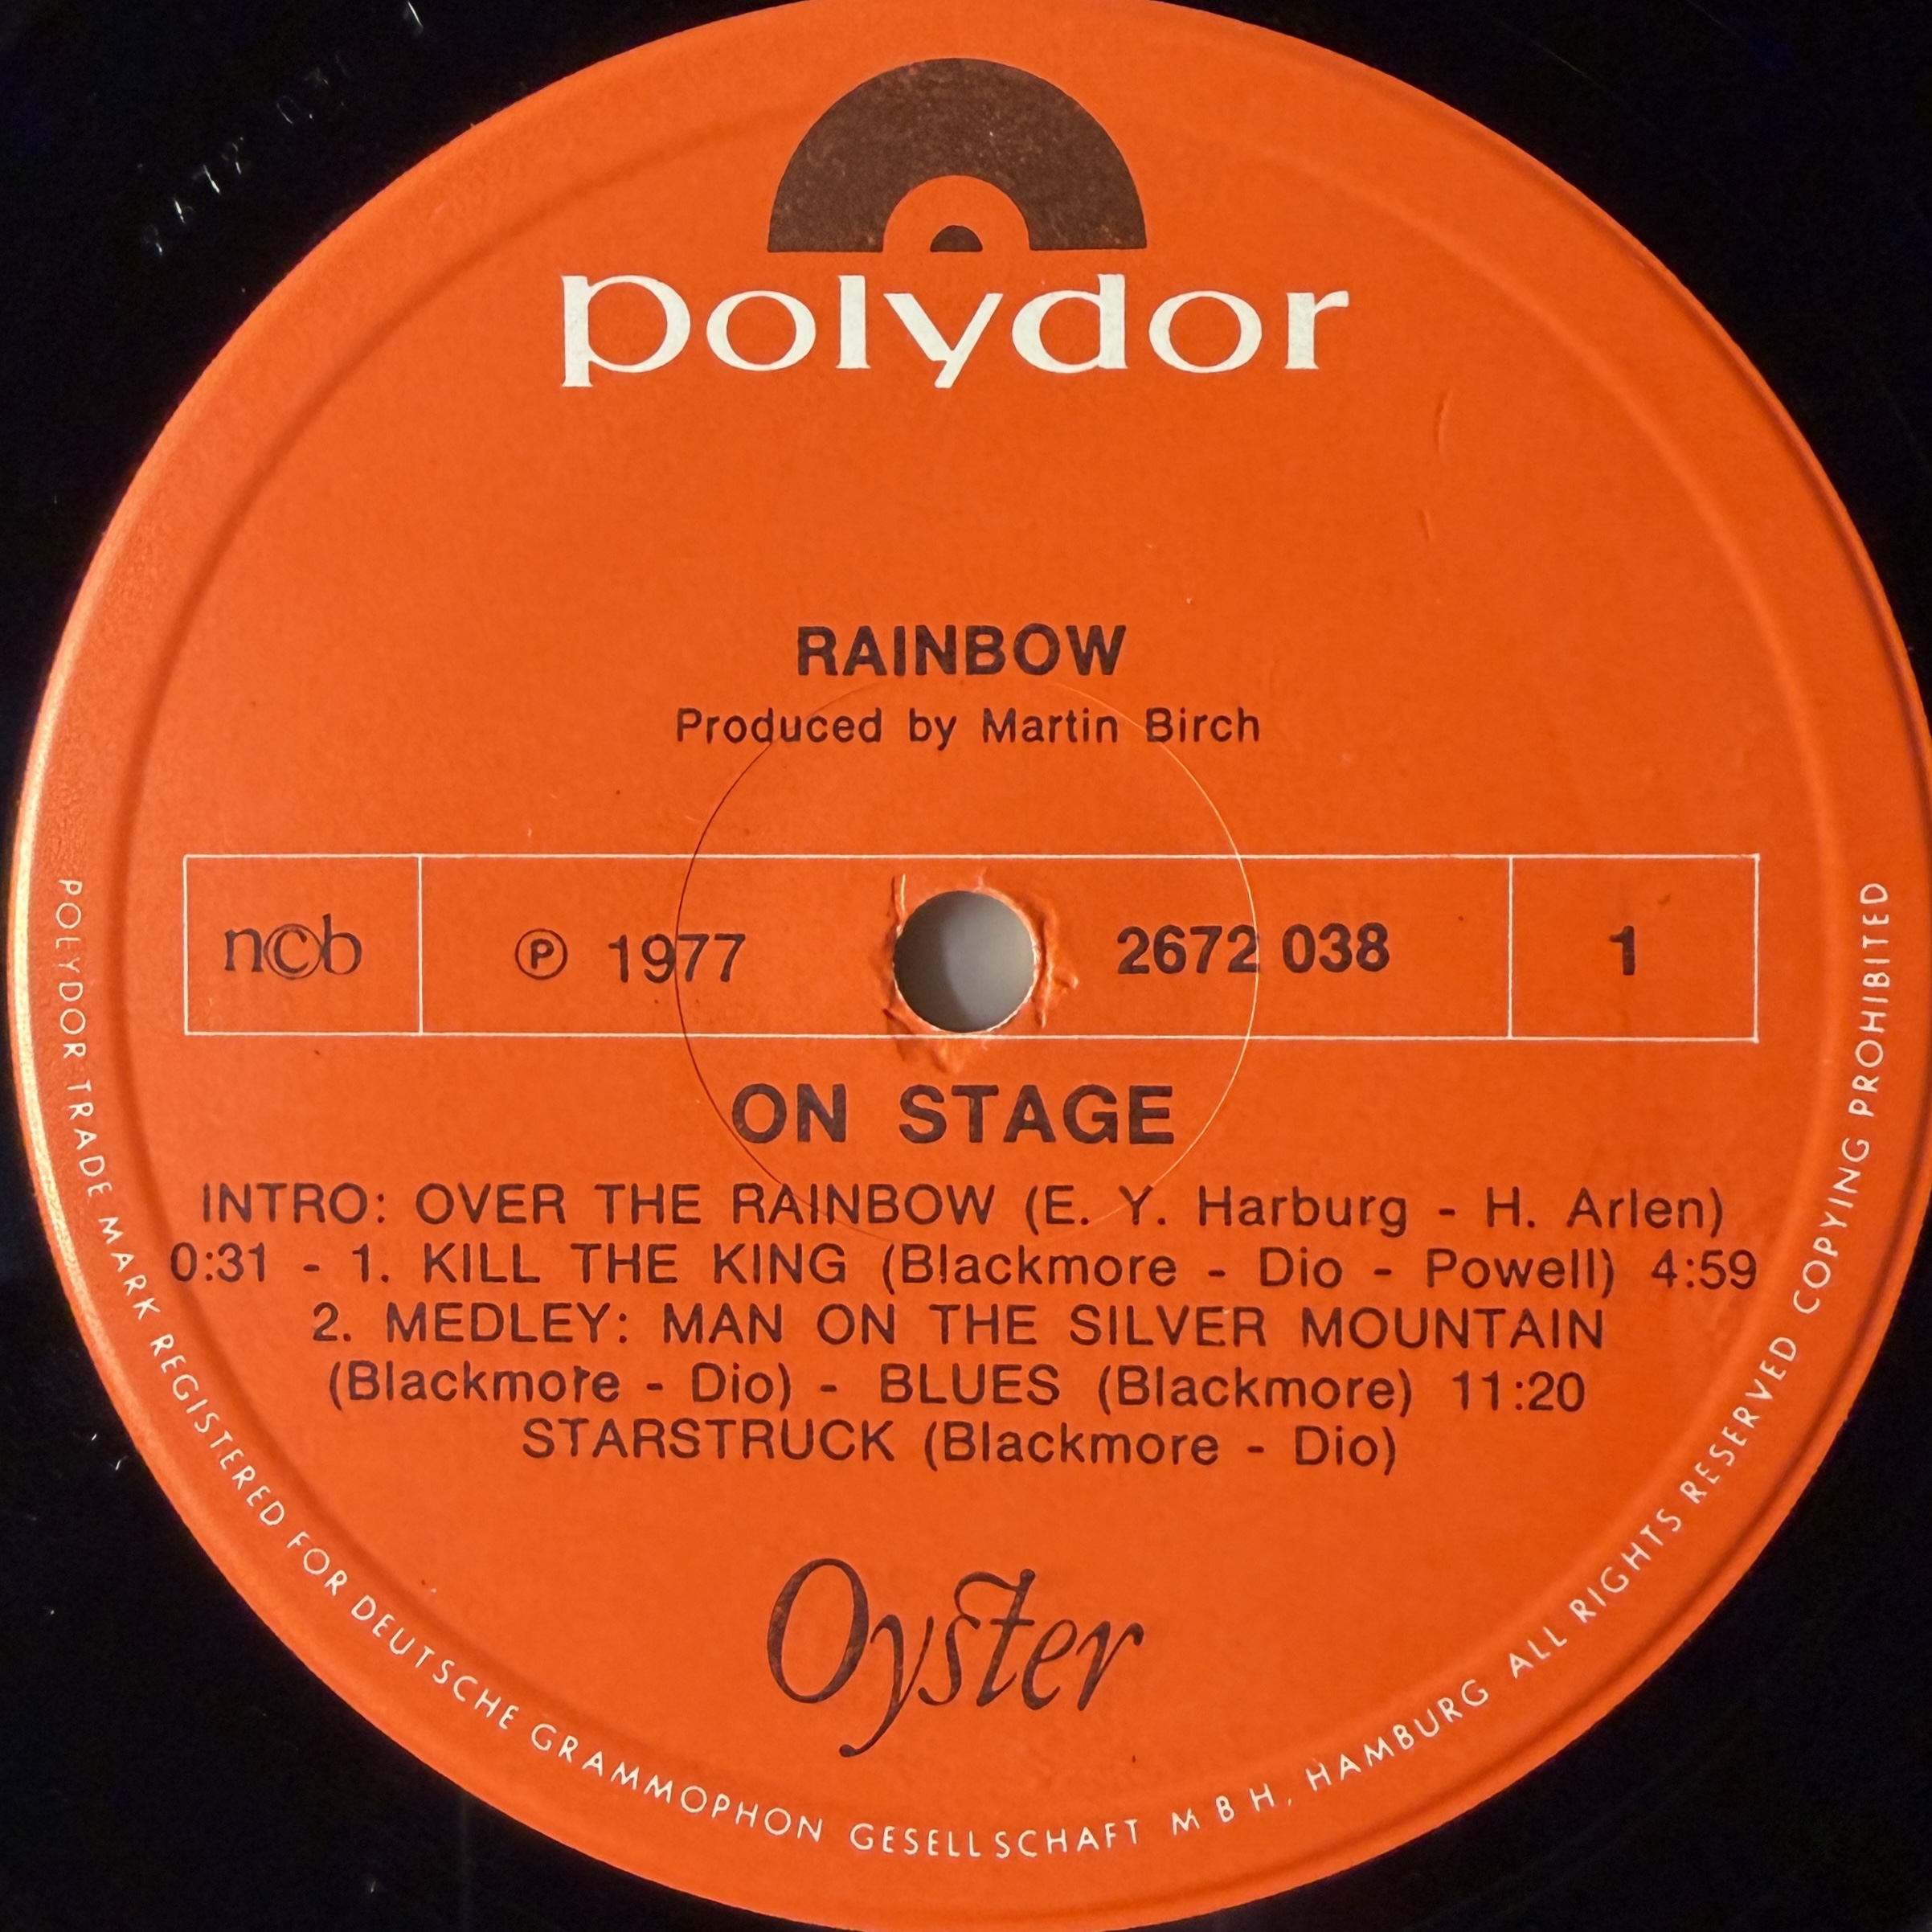 polydor
RAINBOW
Produced by Martin Birch
n©b
℗ 1977
2672 038
1
ON STAGE
INTRO: OVER THE RAINBOW (E. Y. Harburg - H. Arlen)
0:31 - 1. KILL THE KING (Blackmore - Dio - Powell) 4:59
2. MEDLEY: MAN ON THE SILVER MOUNTAIN
(Blackmore - Dio) - BLUES (Blackmore) 11:20
STARSTRUCK (Blackmore - Dio)
Oyster
POLYDOR TRADE MARK REGISTERED FOR DEUTSCHE GRAMMOPHON GESELLSCHAFT M B H, HAMBURG ALL RIGHTS RESERVED COPYING PROHIBITED